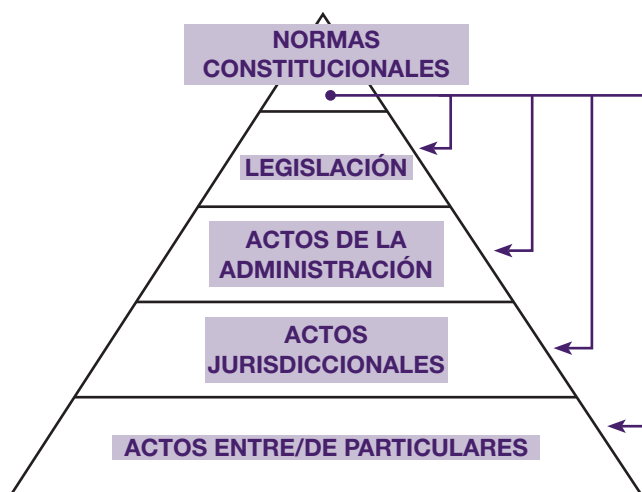 NORMAS
CONSTITUCIONALES
LEGISLACIÓN
ACTOS DE LA
ADMINISTRACIÓN
ACTOS
JURISDICCIONALES
ACTOS ENTRE/DE PARTICULARES